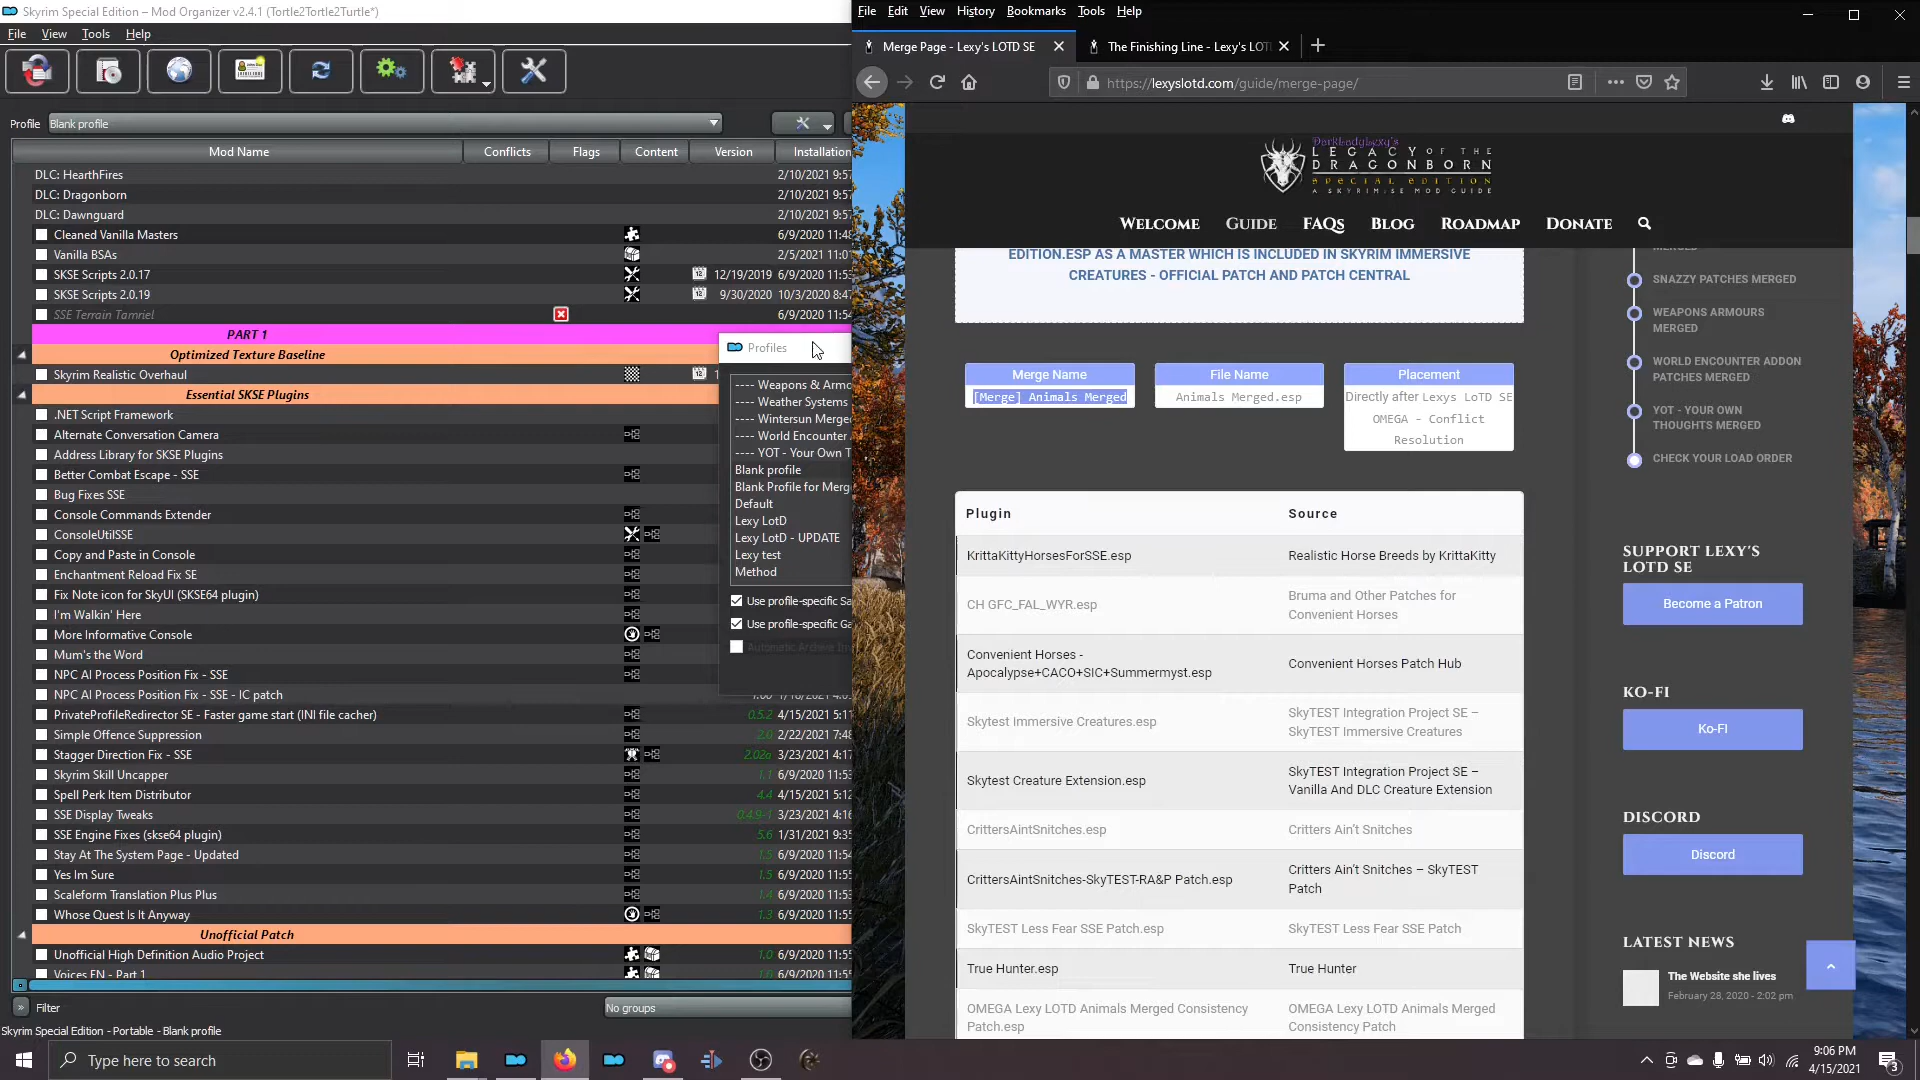 Skyrim Special Edition – Mod Organizer v2.4.1 (Tortle2Tortle2Turtle*)
File View Tools Help
Profile Blank profile
Mod Name Conflicts Flags Content Version Installation
DLC: HearthFires 2/10/2021 9:57
DLC: Dragonborn 2/10/2021 9:57
DLC: Dawnguard 2/10/2021 9:57
Cleaned Vanilla Masters 6/9/2020 11:48
Vanilla BSAs 2/5/2021 11:01
SKSE Scripts 2.0.17 12/19/2019 6/9/2020 11:53
SKSE Scripts 2.0.19 9/30/2020 10/3/2020 8:47
SSE Terrain Tamriel 6/9/2020 11:54
PART 1
Optimized Texture Baseline
Skyrim Realistic Overhaul
Essential SKSE Plugins
.NET Script Framework
Alternate Conversation Camera
Address Library for SKSE Plugins
Better Combat Escape - SSE
Bug Fixes SSE
Console Commands Extender
ConsoleUtilSSE
Copy and Paste in Console
Enchantment Reload Fix SE
Fix Note icon for SkyUI (SKSE64 plugin)
I'm Walkin' Here
More Informative Console
Mum's the Word
NPC AI Process Position Fix - SSE
NPC AI Process Position Fix - SSE - IC patch
PrivateProfileRedirector SE - Faster game start (INI file cacher) 0.5.2 4/15/2021 5:11
Simple Offence Suppression 2.0 2/22/2021 7:48
Stagger Direction Fix - SSE 2.02a 3/23/2021 4:17
Skyrim Skill Uncapper 1.1 6/9/2020 11:53
Spell Perk Item Distributor 4.4 4/15/2021 5:12
SSE Display Tweaks 0.4.9-1 3/23/2021 4:16
SSE Engine Fixes (skse64 plugin) 5.6 1/31/2021 9:35
Stay At The System Page - Updated 1.5 6/9/2020 11:54
Yes Im Sure 1.5 6/9/2020 11:55
Scaleform Translation Plus Plus 1.4 6/9/2020 11:53
Whose Quest Is It Anyway 1.3 6/9/2020 11:55
Unofficial Patch
Unofficial High Definition Audio Project 1.0 6/9/2020 11:55
Voices EN - Part 1 1.0 6/9/2020 11:55
Filter No groups
Skyrim Special Edition - Portable - Blank profile
Profiles
---- Weapons & Armo
---- Weather Systems
---- Wintersun Merge
---- World Encounter
---- YOT - Your Own T
Blank profile
Blank Profile for Merg
Default
Lexy LotD
Lexy LotD - UPDATE
Lexy test
Method
Use profile-specific Sa
Use profile-specific Ga
File Edit View History Bookmarks Tools Help
Merge Page - Lexy's LOTD SE The Finishing Line - Lexy's LOT
https://lexyslotd.com/guide/merge-page/
DarkLadyLexy's
LEGACY OF THE
DRAGONBORN
SPECIAL EDITION
A SKYRIM:SE MOD GUIDE
WELCOME GUIDE FAQS BLOG ROADMAP DONATE
EDITION.ESP AS A MASTER WHICH IS INCLUDED IN SKYRIM IMMERSIVE
CREATURES - OFFICIAL PATCH AND PATCH CENTRAL
Merge Name File Name Placement
[Merge] Animals Merged Animals Merged.esp Directly after Lexys LoTD SE
OMEGA - Conflict
Resolution
Plugin Source
KrittaKittyHorsesForSSE.esp Realistic Horse Breeds by KrittaKitty
CH GFC_FAL_WYR.esp Bruma and Other Patches for
Convenient Horses
Convenient Horses -
Apocalypse+CACO+SIC+Summermyst.esp Convenient Horses Patch Hub
Skytest Immersive Creatures.esp SkyTEST Integration Project SE –
SkyTEST Immersive Creatures
Skytest Creature Extension.esp SkyTEST Integration Project SE –
Vanilla And DLC Creature Extension
CrittersAintSnitches.esp Critters Ain't Snitches
CrittersAintSnitches-SkyTEST-RA&P Patch.esp Critters Ain't Snitches – SkyTEST
Patch
SkyTEST Less Fear SSE Patch.esp SkyTEST Less Fear SSE Patch
True Hunter.esp True Hunter
OMEGA Lexy LOTD Animals Merged Consistency
Patch.esp OMEGA Lexy LOTD Animals Merged
Consistency Patch
MERGED
SNAZZY PATCHES MERGED
WEAPONS ARMOURS
MERGED
WORLD ENCOUNTER ADDON
PATCHES MERGED
YOT - YOUR OWN
THOUGHTS MERGED
CHECK YOUR LOAD ORDER
SUPPORT LEXY'S
LOTD SE
Become a Patron
KO-FI
Ko-FI
DISCORD
Discord
LATEST NEWS
The Website she lives
February 28, 2020 - 2:02 pm
Type here to search
9:06 PM
4/15/2021
3